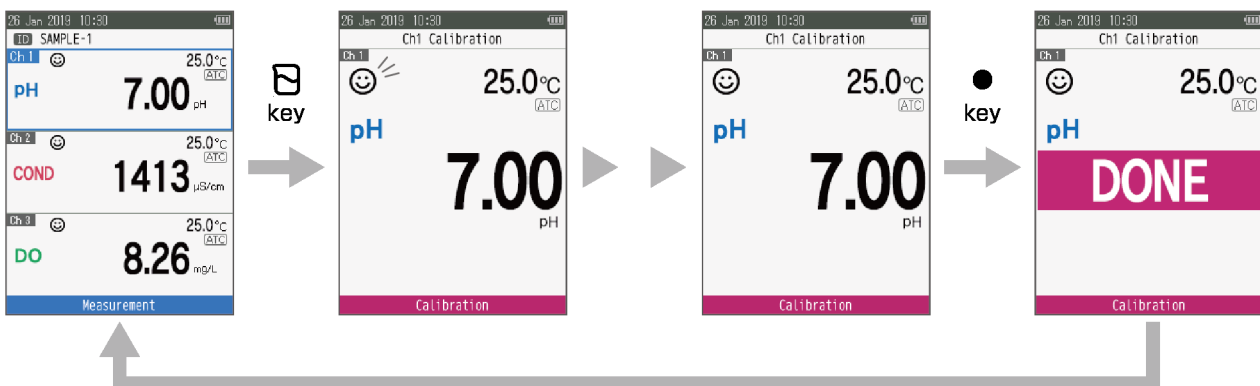 26 Jan 2019 10:30
ID SAMPLE-1
Ch 1
25.0°C
ATC
pH
7.00 pH
Ch 2
25.0°C
ATC
COND
1413 µS/cm
Ch 3
25.0°C
ATC
DO
8.26 mg/L
Measurement
key
26 Jan 2019 10:30
Ch1 Calibration
Ch 1
25.0°C
ATC
pH
7.00
pH
Calibration
26 Jan 2019 10:30
Ch1 Calibration
Ch 1
25.0°C
ATC
pH
7.00
pH
Calibration
key
26 Jan 2019 10:30
Ch1 Calibration
Ch 1
25.0°C
ATC
pH
DONE
Calibration